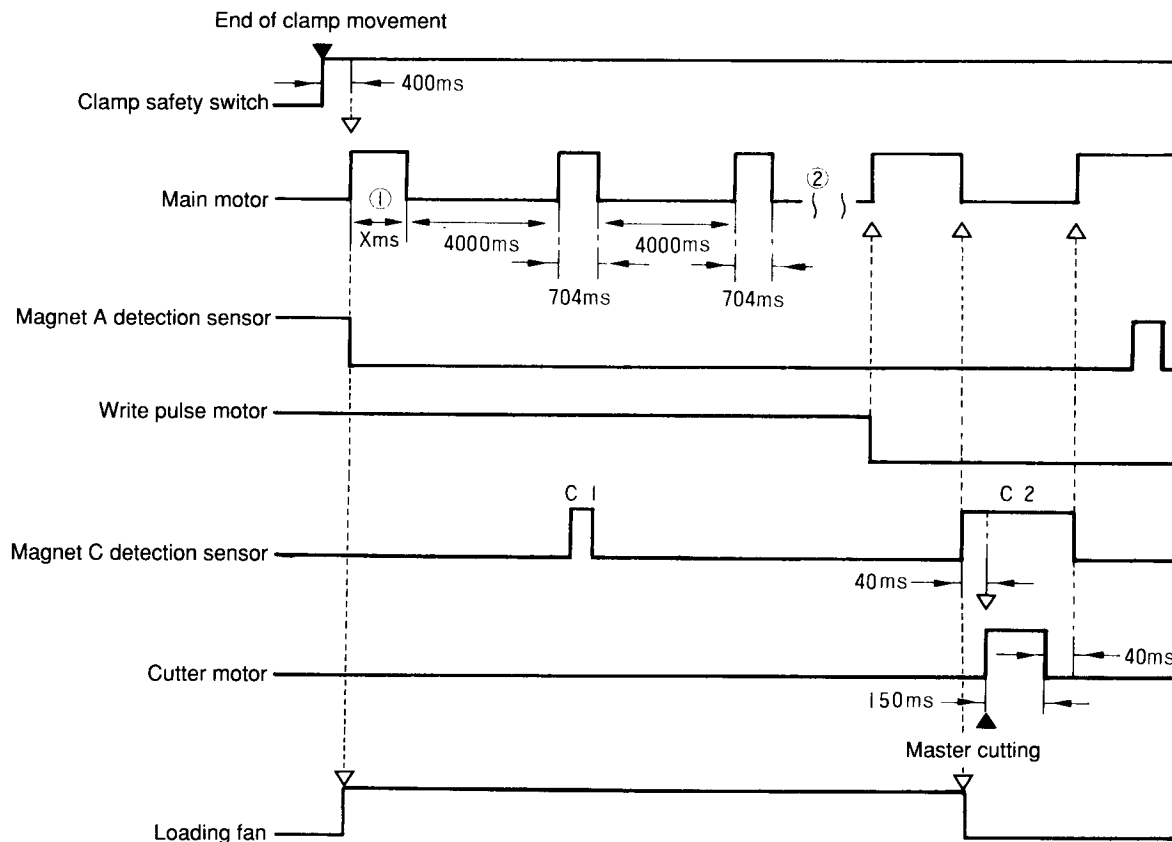 End of clamp movement
400ms
Clamp safety switch
②
Main motor
①
Xms
4000ms
4000ms
704ms
704ms
Magnet A detection sensor
Write pulse motor
C 1
C 2
Magnet C detection sensor
40ms
Cutter motor
40ms
150ms
Master cutting
Loading fan